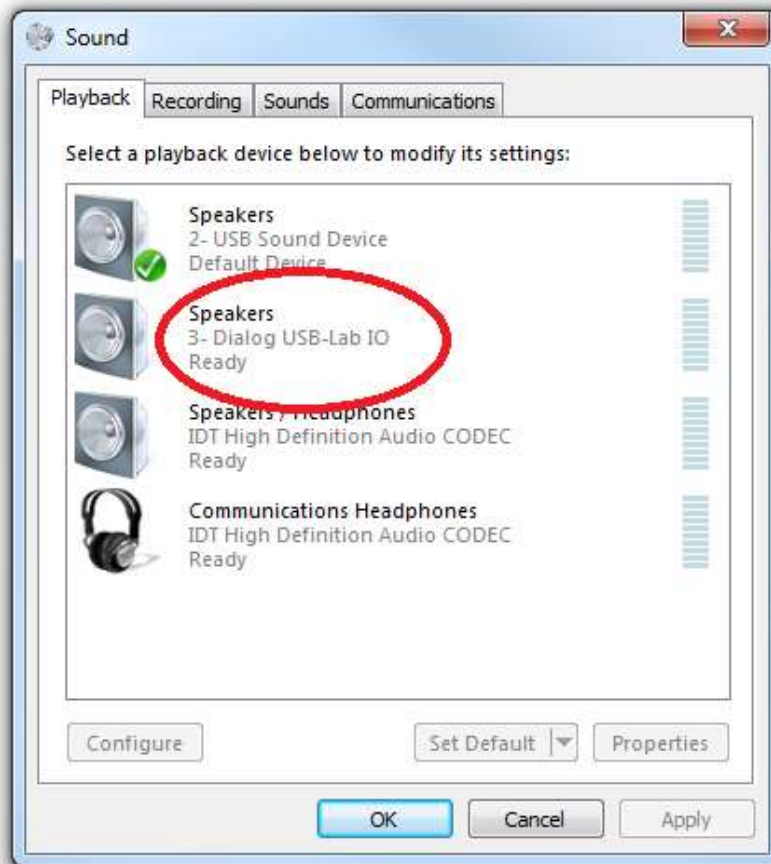 Sound
Playback Recording Sounds Communications
Select a playback device below to modify its settings:
Speakers
2- USB Sound Device
Default Device
Speakers
3- Dialog USB-Lab IO
Ready
Speakers / Headphones
IDT High Definition Audio CODEC
Ready
Communications Headphones
IDT High Definition Audio CODEC
Ready
Configure Set Default Properties
OK Cancel Apply